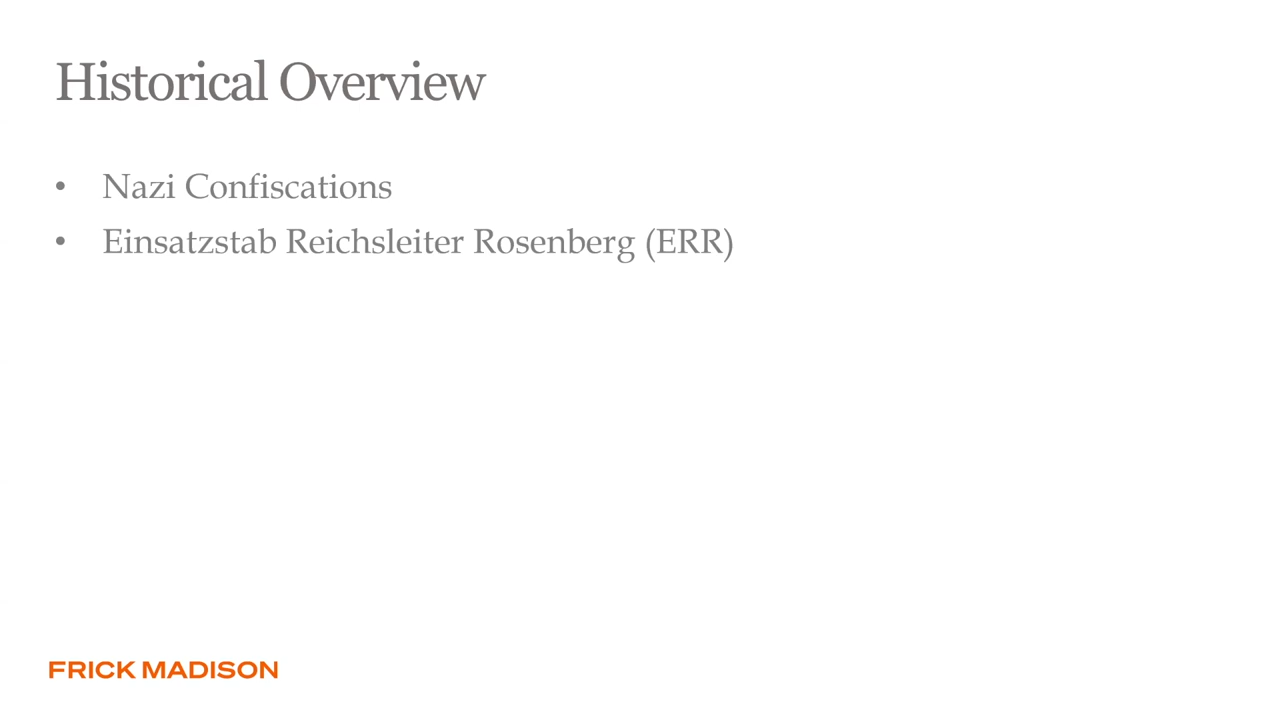 Historical Overview
• Nazi Confiscations
• Einsatzstab Reichsleiter Rosenberg (ERR)
FRICK MADISON